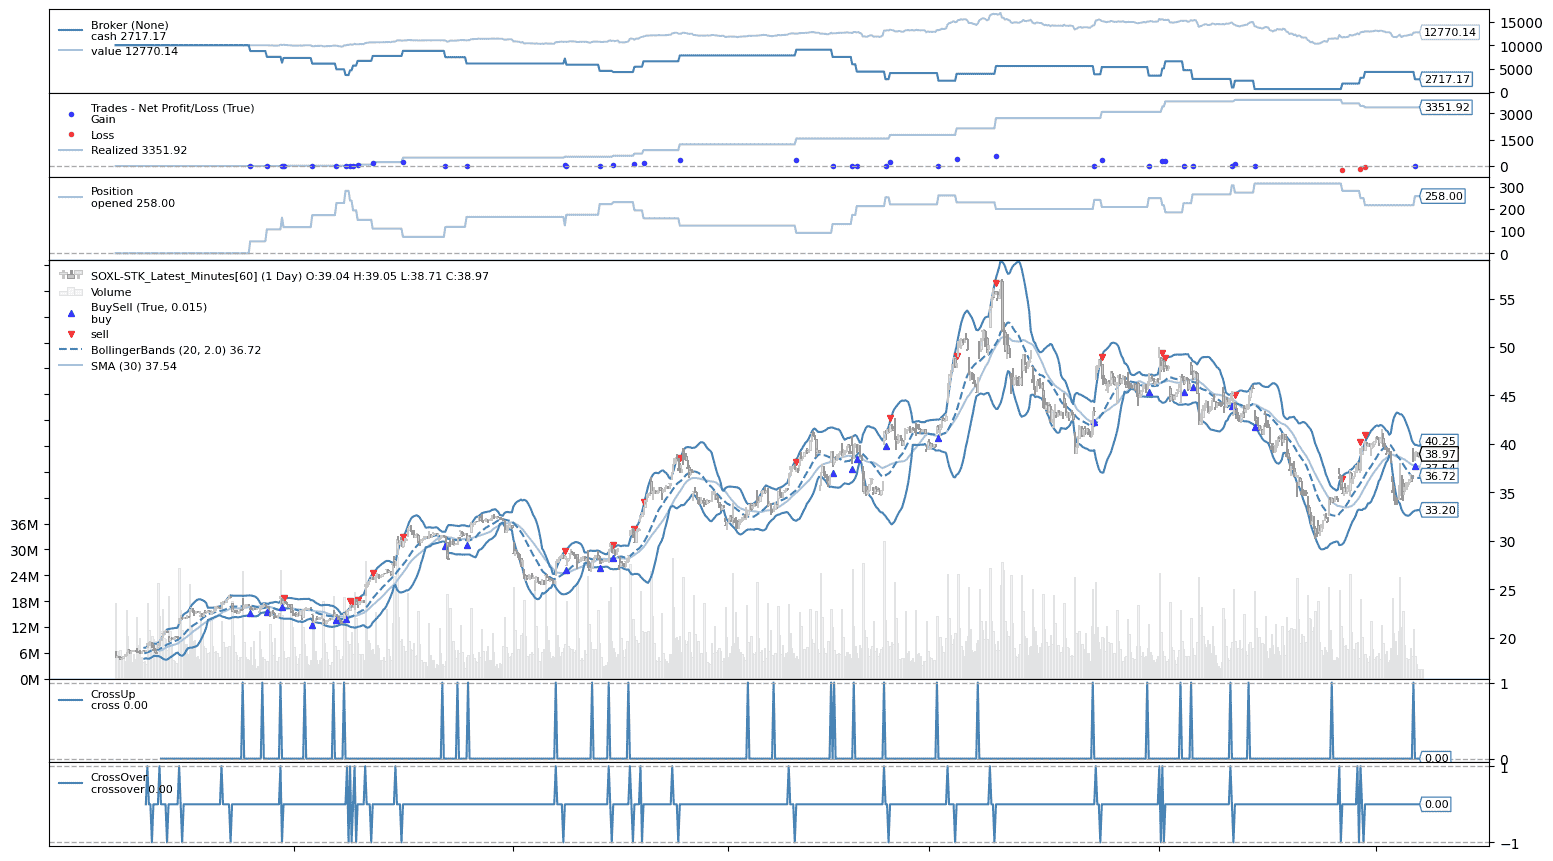 Broker (None)
cash 2717.17
value 12770.14
15000
12770.14
10000
5000
2717.17
0
Trades - Net Profit/Loss (True)
Gain
Loss
Realized 3351.92
3351.92
3000
1500
0
Position
opened 258.00
300
258.00
200
100
0
SOXL-STK_Latest_Minutes[60] (1 Day) O:39.04 H:39.05 L:38.71 C:38.97
Volume
BuySell (True, 0.015)
buy
sell
BollingerBands (20, 2.0) 36.72
SMA (30) 37.54
55
50
45
40
35
30
25
20
40.25
38.97
37.54
36.72
33.20
36M
30M
24M
18M
12M
6M
0M
CrossUp
cross 0.00
1
0.00
0
CrossOver
crossover 0.00
1
0.00
−1